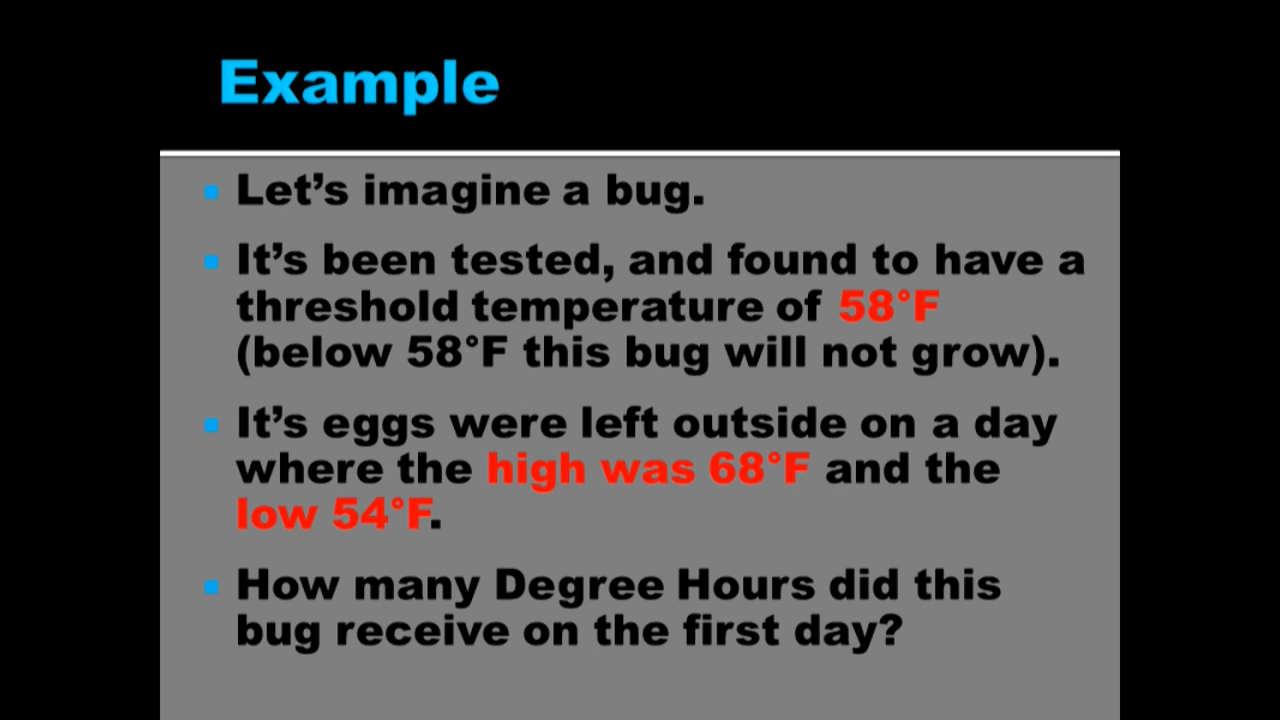 Example
Let’s imagine a bug.
It’s been tested, and found to have a
threshold temperature of 58°F
(below 58°F this bug will not grow).
It’s eggs were left outside on a day
where the high was 68°F and the
low 54°F.
How many Degree Hours did this
bug receive on the first day?